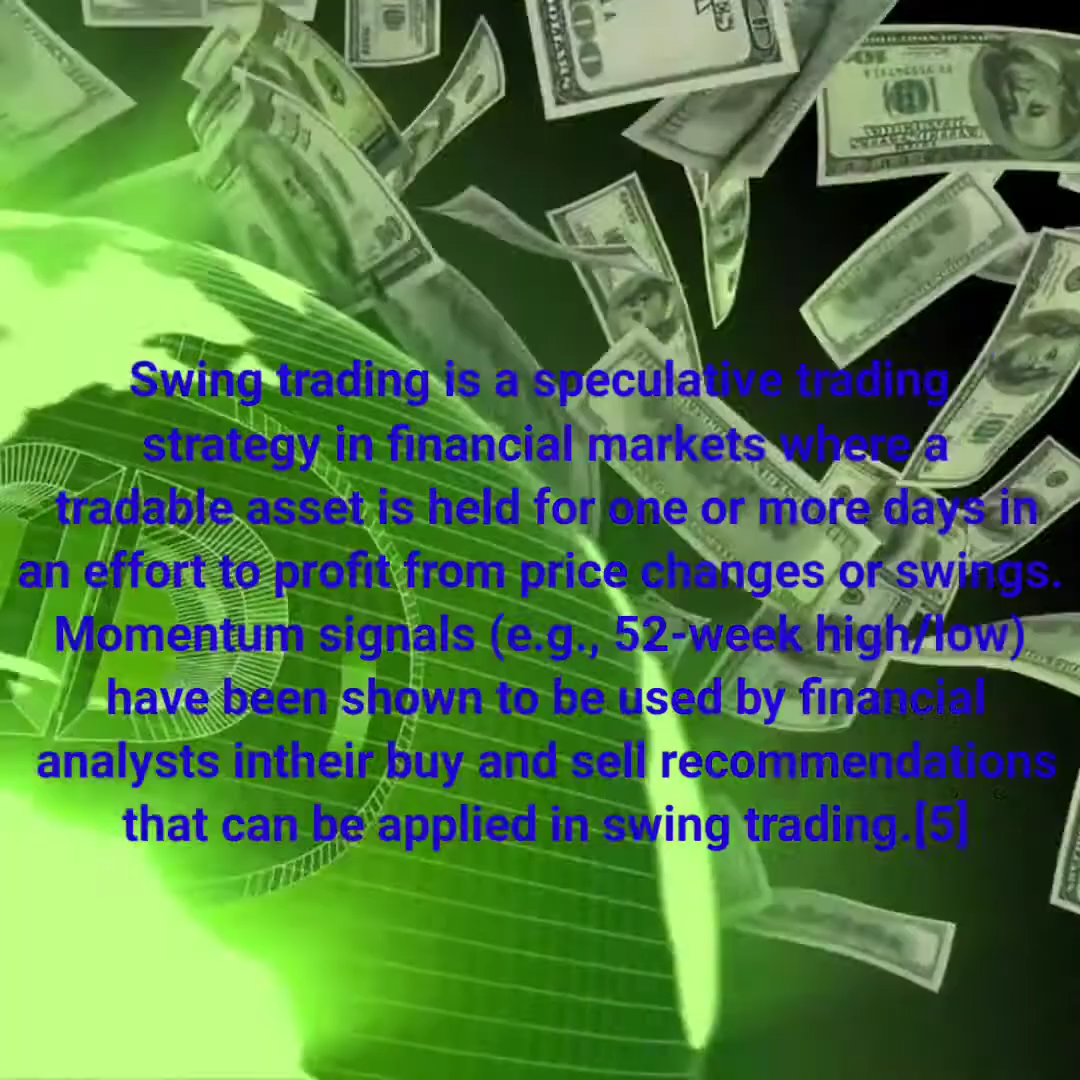 Swing trading is a speculative trading
strategy in financial markets where a
tradable asset is held for one or more days in
an effort to profit from price changes or swings.
Momentum signals (e.g., 52-week high/low)
have been shown to be used by financial
analysts intheir buy and sell recommendations
that can be applied in swing trading.[5]